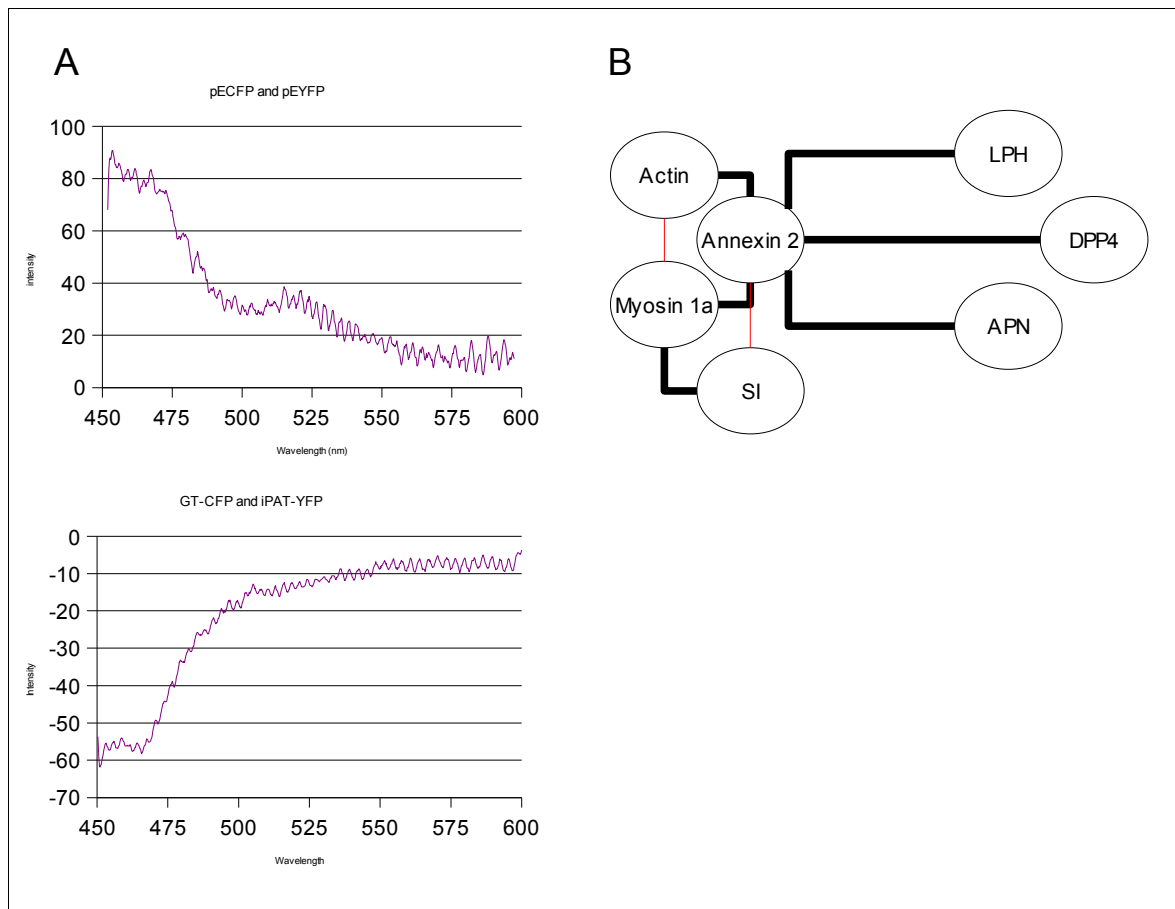 A
pECFP and pEYFP
100
80
60
40
20
0
intensity
450 475 500 525 550 575 600
Wavelength (nm)
GT-CFP and iPAT-YFP
0
-10
-20
-30
-40
-50
-60
-70
Intensity
450 475 500 525 550 575 600
Wavelength
B
LPH
Actin
Annexin 2
DPP4
Myosin 1a
APN
SI